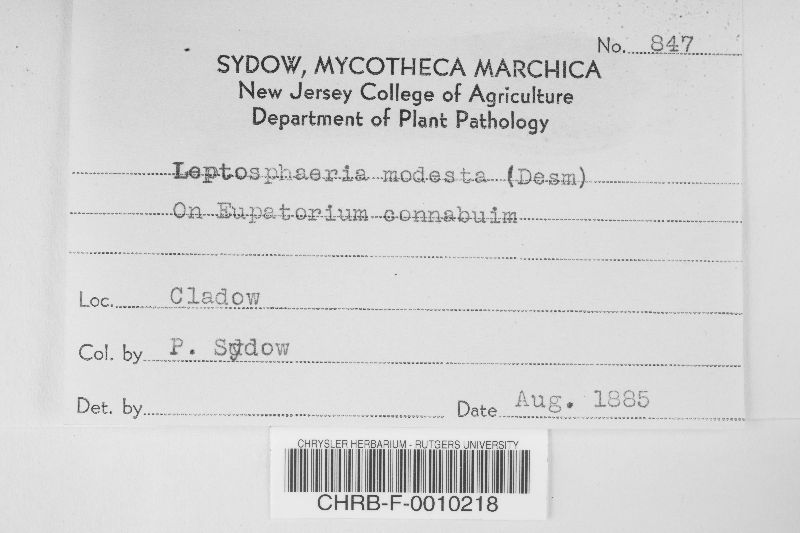 No. 847
SYDOW, MYCOTHECA MARCHICA
New Jersey College of Agriculture
Department of Plant Pathology
Leptosphaeria modesta (Desm)
On Eupatorium connabuim
Loc. Cladow
Col. by P. Sydow
Det. by
Date Aug. 1885
CHRYSLER HERBARIUM - RUTGERS UNIVERSITY
CHRB-F-0010218